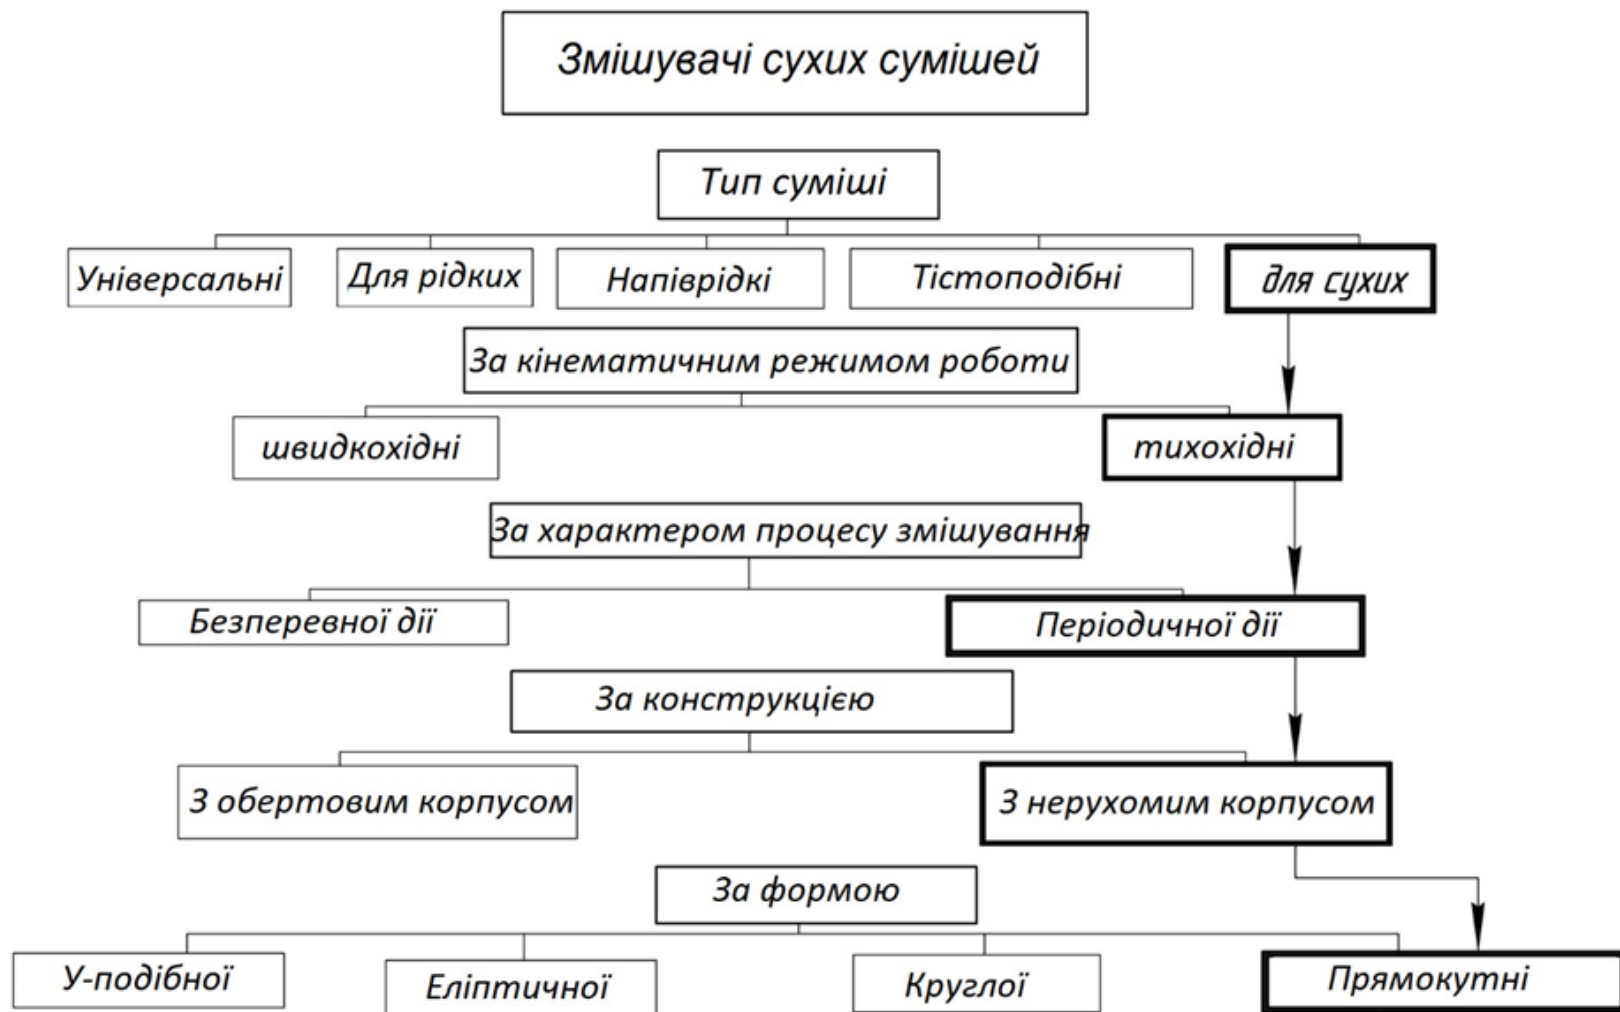 Змішувачі сухих сумішей
Тип суміші
Універсальні
Для рідких
Напіврідкі
Тістоподібні
для сухих
За кінематичним режимом роботи
швидкохідні
тихохідні
За характером процесу змішування
Безперевної дії
Періодичної дії
За конструкцією
З обертовим корпусом
З нерухомим корпусом
За формою
У-подібної
Еліптичної
Круглої
Прямокутні